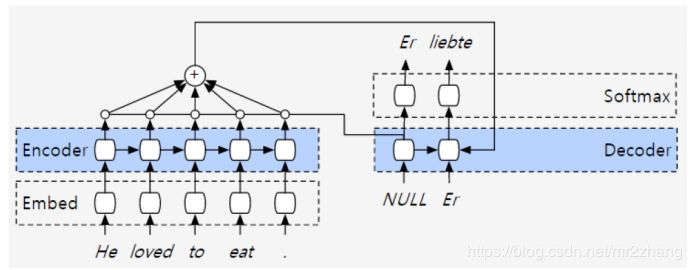 Er liebte
Softmax
Encoder
Decoder
Embed
NULL Er
He loved to eat .
https://blog.csdn.net/mr2zhang